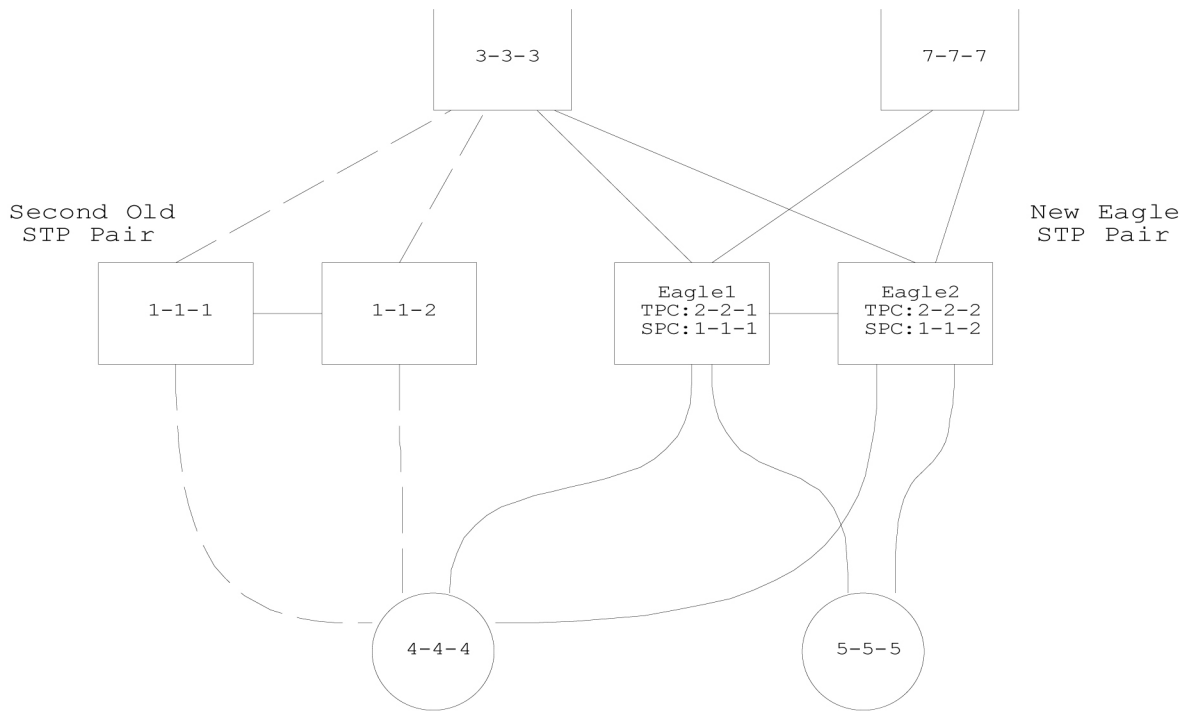 3-3-3
7-7-7
Second Old
STP Pair
New Eagle
STP Pair
1-1-1
1-1-2
Eagle1
TPC:2-2-1
SPC:1-1-1
Eagle2
TPC:2-2-2
SPC:1-1-2
4-4-4
5-5-5